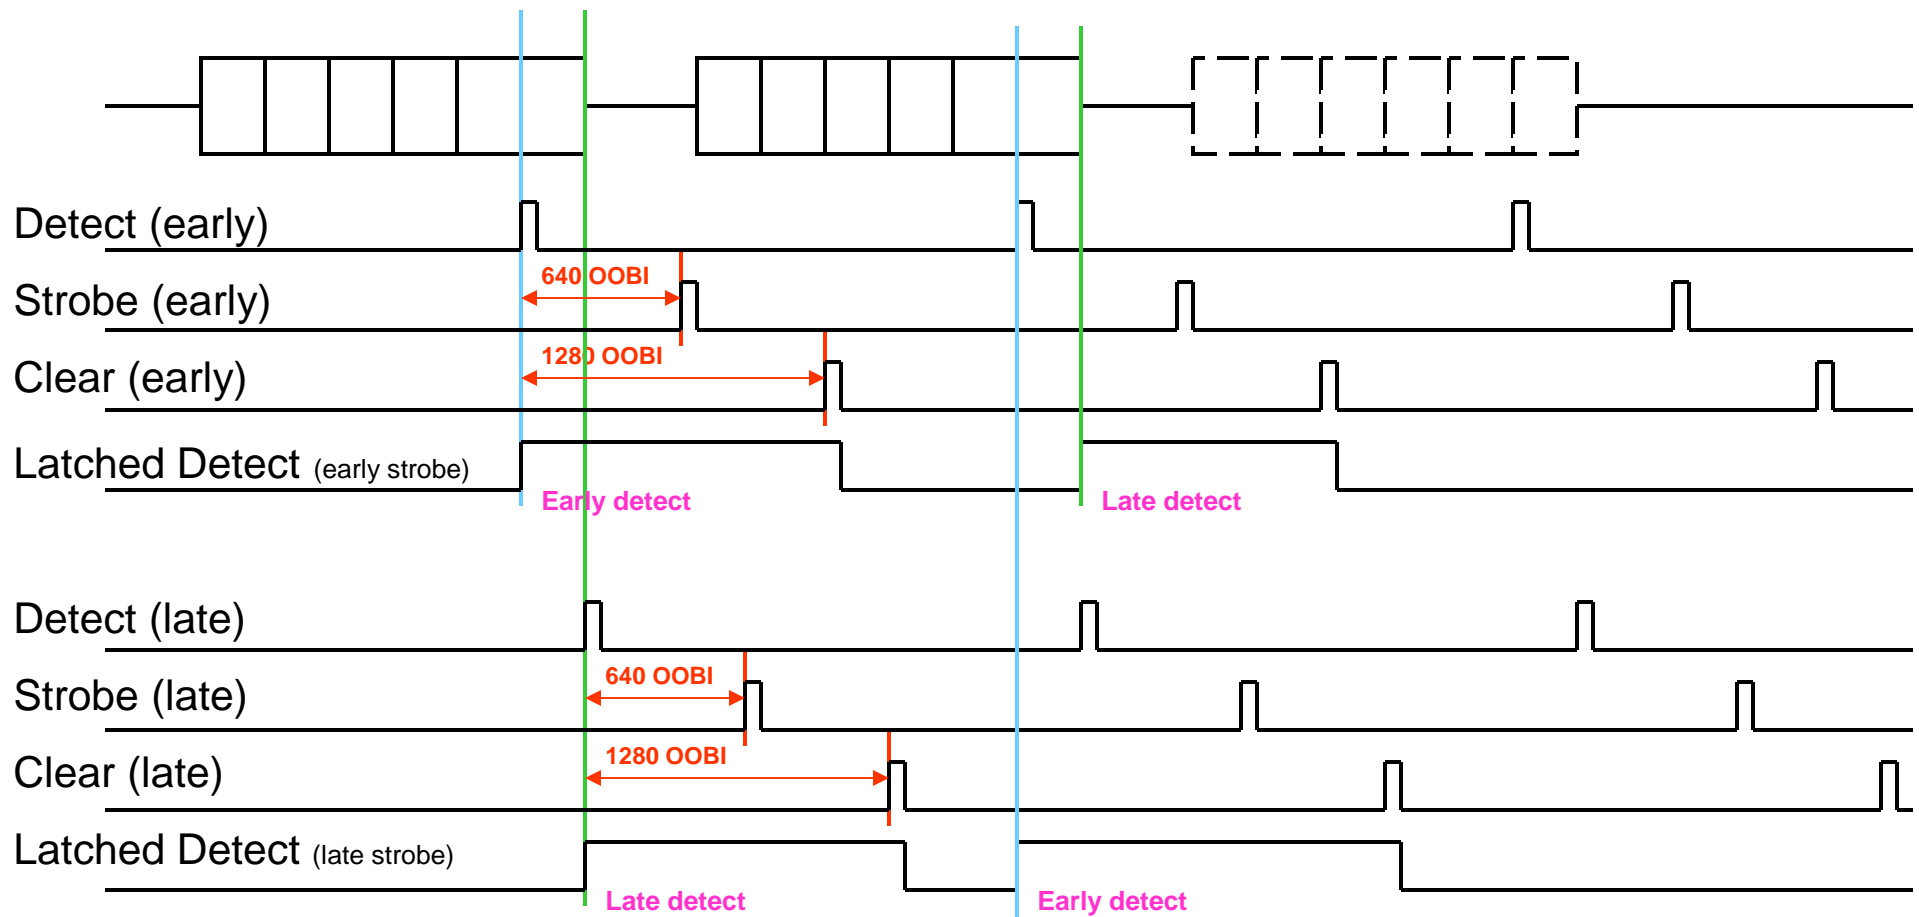 Detect (early)
640 OOBI
Strobe (early)
1280 OOBI
Clear (early)
Latched Detect (early strobe)
Early detect
Late detect
Detect (late)
640 OOBI
Strobe (late)
1280 OOBI
Clear (late)
Latched Detect (late strobe)
Late detect
Early detect